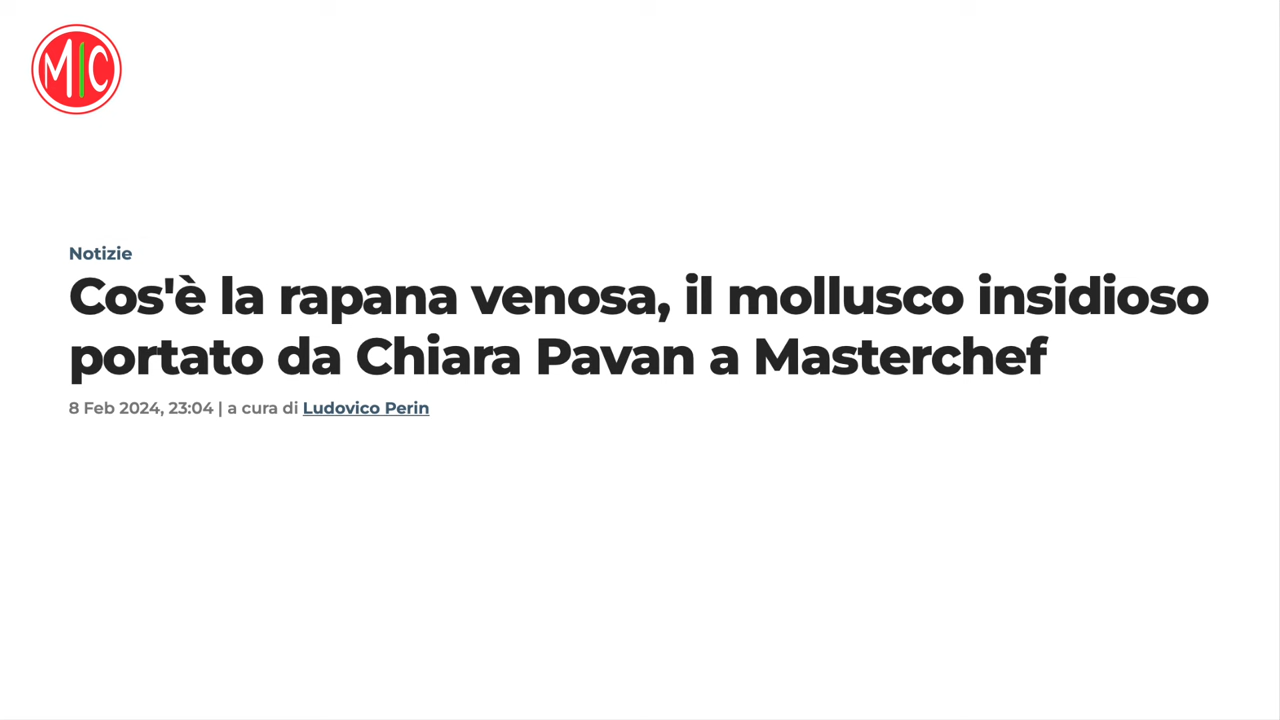 MIC
Notizie
Cos'è la rapana venosa, il mollusco insidioso
portato da Chiara Pavan a Masterchef
8 Feb 2024, 23:04 | a cura di Ludovico Perin